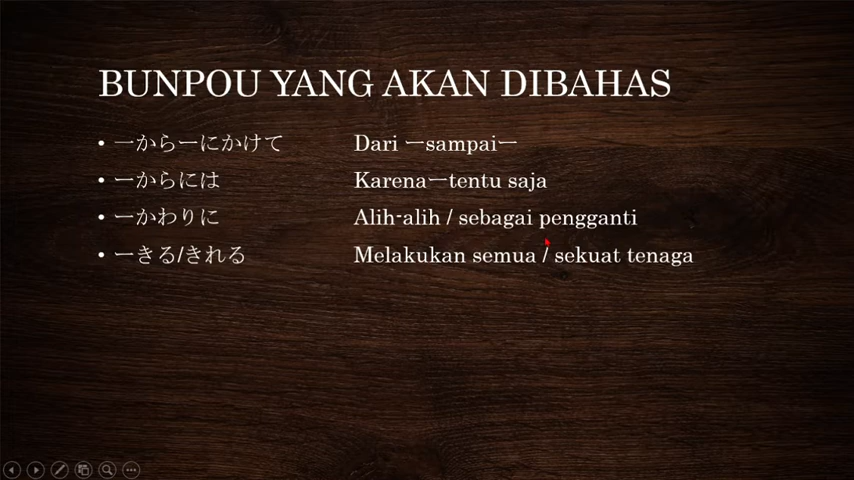 BUNPOU YANG AKAN DIBAHAS
• ーからーにかけて Dari ーsampaiー
• ーからには Karenaーtentu saja
• ーかわりに Alih-alih / sebagai pengganti
• ーきる/きれる Melakukan semua / sekuat tenaga